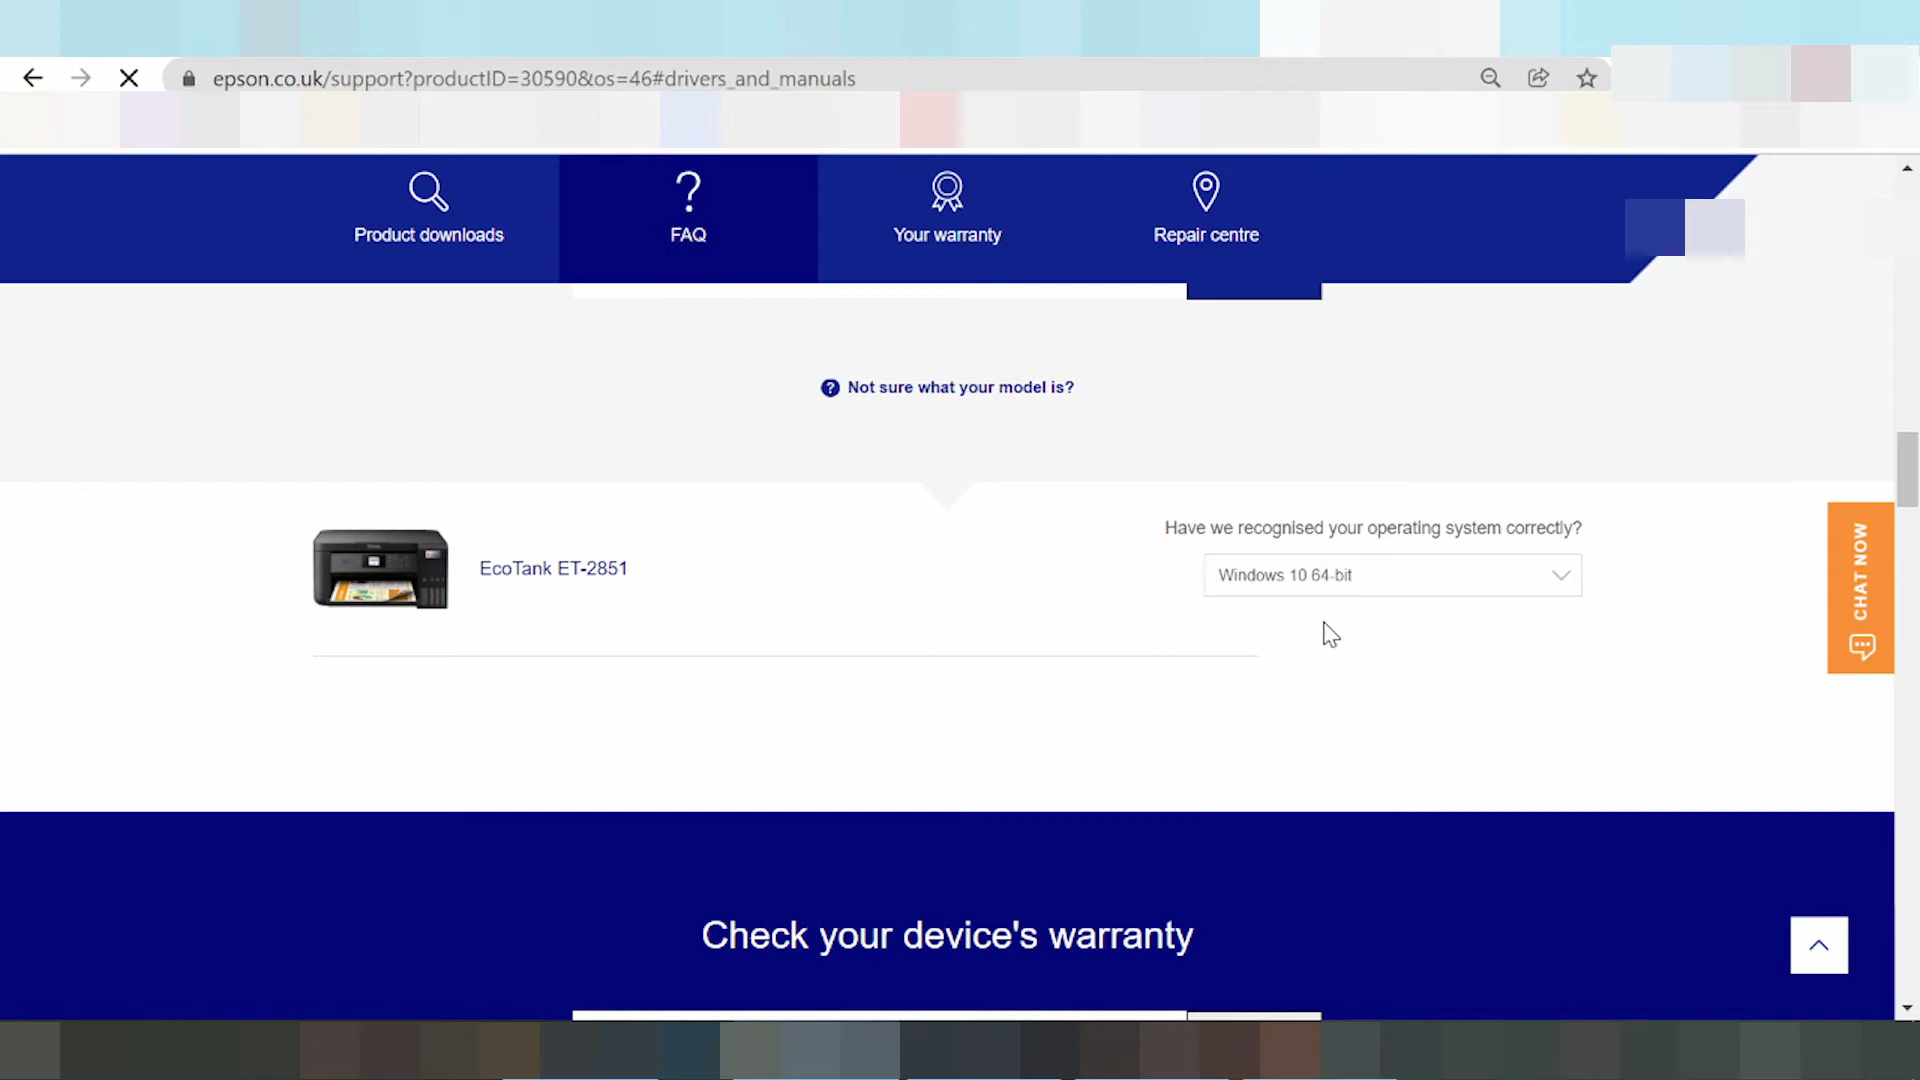 epson.co.uk/support?productID=30590&os=46#drivers_and_manuals
Product downloads
FAQ
Your warranty
Repair centre
Not sure what your model is?
Have we recognised your operating system correctly?
EcoTank ET-2851
Windows 10 64-bit
CHAT NOW
Check your device's warranty